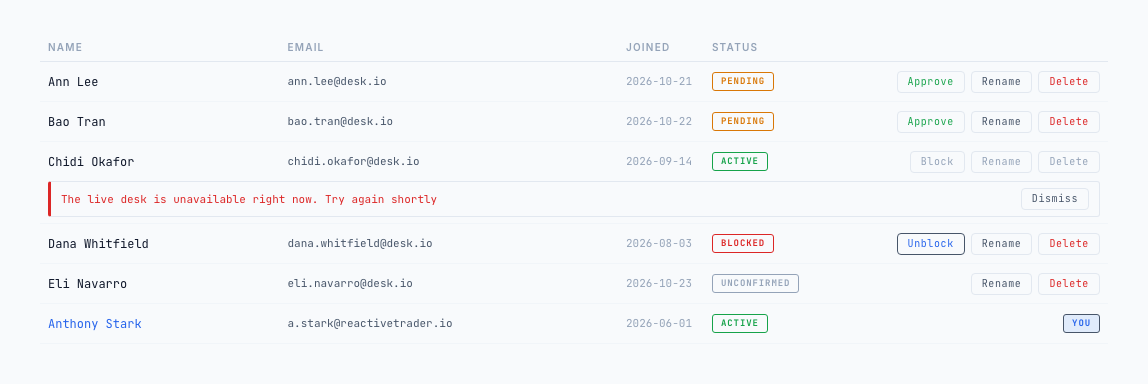 NAME EMAIL JOINED STATUS
Ann Lee ann.lee@desk.io 2026-10-21 PENDING Approve Rename Delete
Bao Tran bao.tran@desk.io 2026-10-22 PENDING Approve Rename Delete
Chidi Okafor chidi.okafor@desk.io 2026-09-14 ACTIVE Block Rename Delete
The live desk is unavailable right now. Try again shortly Dismiss
Dana Whitfield dana.whitfield@desk.io 2026-08-03 BLOCKED Unblock Rename Delete
Eli Navarro eli.navarro@desk.io 2026-10-23 UNCONFIRMED Rename Delete
Anthony Stark a.stark@reactivetrader.io 2026-06-01 ACTIVE YOU